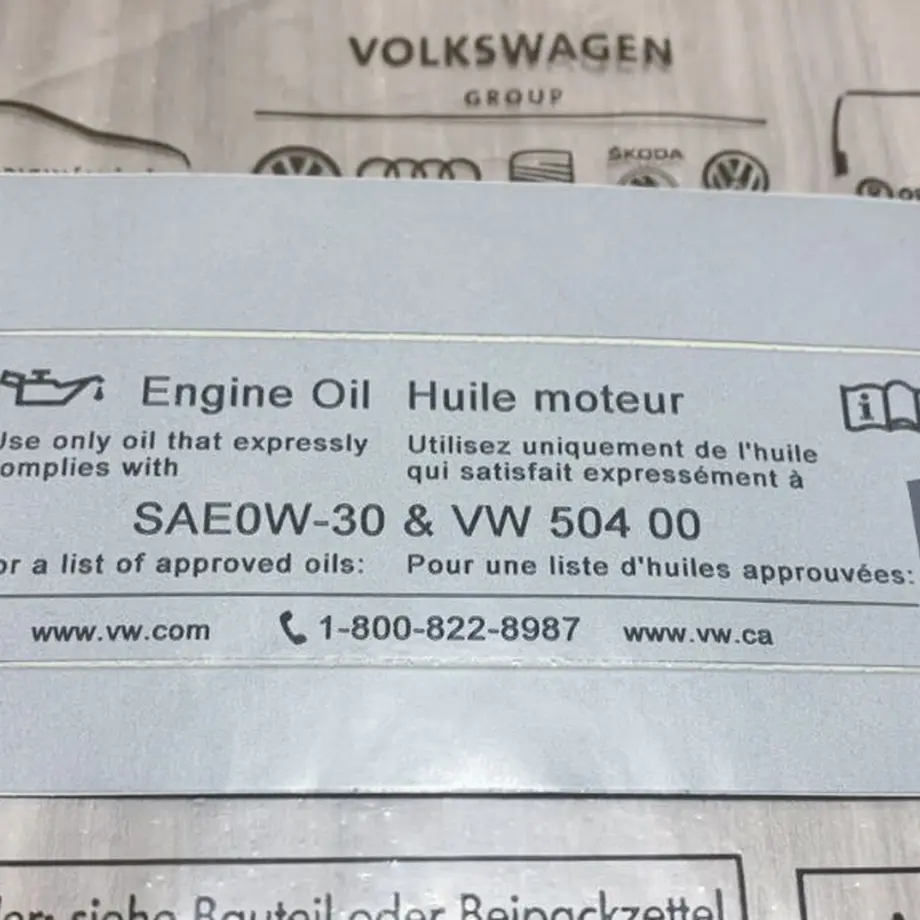 VOLKSWAGEN
GROUP
ŠKODA
Engine Oil Huile moteur
Use only oil that expressly
complies with
Utilisez uniquement de l'huile
qui satisfait expressément à
SAE0W-30 & VW 504 00
or a list of approved oils: Pour une liste d'huiles approuvées:
www.vw.com 1-800-822-8987 www.vw.ca
siehe Bauteil oder Beipackzettel